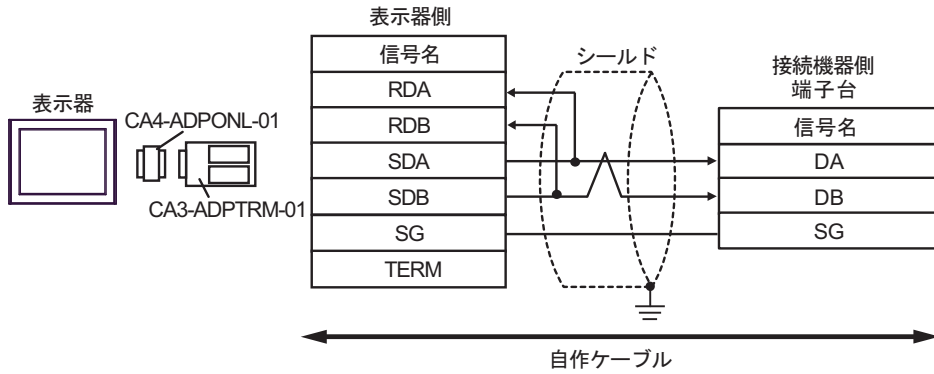 表示器
CA4-ADPONL-01
CA3-ADPTRM-01
表示器側
信号名
RDA
RDB
SDA
SDB
SG
TERM
シールド
接続機器側
端子台
信号名
DA
DB
SG
自作ケーブル